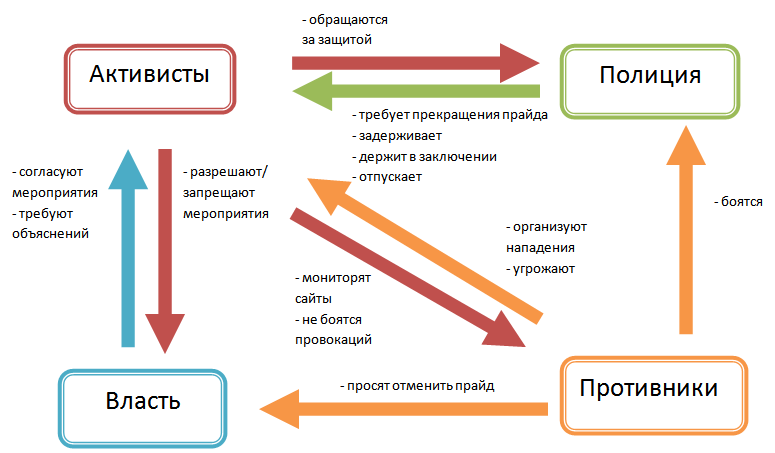 - обращаются
за защитой
Активисты
Полиция
- требует прекращения прайда
- задерживает
- держит в заключении
- отпускает
- согласуют
мероприятия
- требуют
объяснений
- разрешают/
запрещают
мероприятия
- боятся
- организуют
нападения
- угрожают
- мониторят
сайты
- не боятся
провокаций
Власть
- просят отменить прайд
Противники